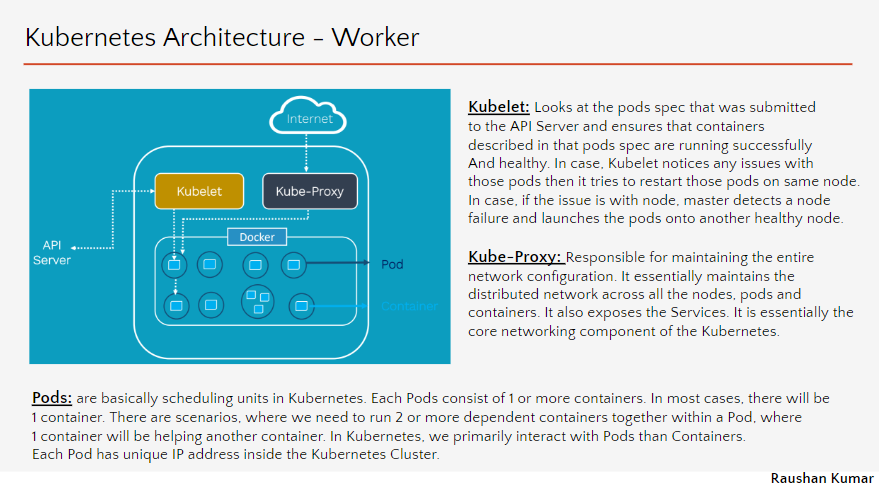 Kubernetes Architecture - Worker
Internet
Kubelet
Kube-Proxy
API
Server
Docker
Pod
Container
Kubelet: Looks at the pods spec that was submitted
to the API Server and ensures that containers
described in that pods spec are running successfully
And healthy. In case, Kubelet notices any issues with
those pods then it tries to restart those pods on same node.
In case, if the issue is with node, master detects a node
failure and launches the pods onto another healthy node.
Kube-Proxy: Responsible for maintaining the entire
network configuration. It essentially maintains the
distributed network across all the nodes, pods and
containers. It also exposes the Services. It is essentially the
core networking component of the Kubernetes.
Pods: are basically scheduling units in Kubernetes. Each Pods consist of 1 or more containers. In most cases, there will be
1 container. There are scenarios, where we need to run 2 or more dependent containers together within a Pod, where
1 container will be helping another container. In Kubernetes, we primarily interact with Pods than Containers.
Each Pod has unique IP address inside the Kubernetes Cluster.
Raushan Kumar